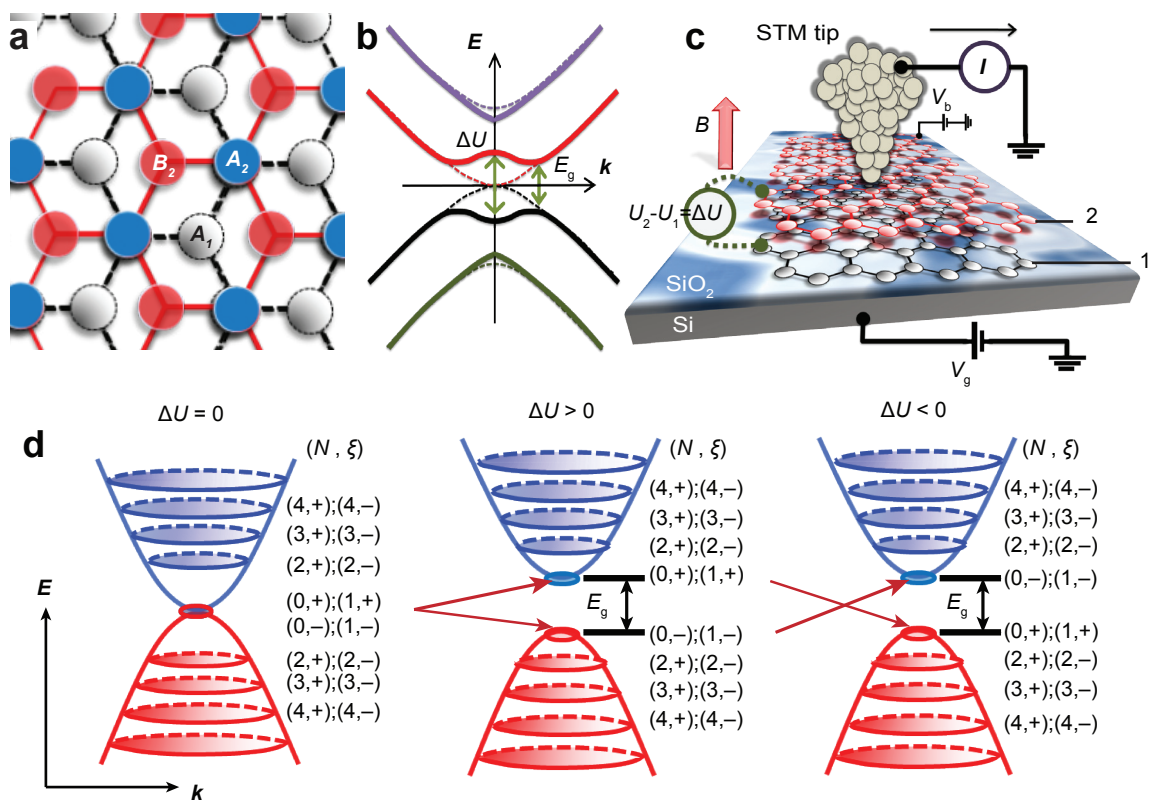 a
B2
A2
A1
b
E
ΔU
Eg
k
c
STM tip
I
Vb
B
U2-U1=ΔU
2
1
SiO2
Si
Vg
d
ΔU = 0
(N , ξ)
(4,+);(4,–)
(3,+);(3,–)
(2,+);(2,–)
(0,+);(1,+)
(0,–);(1,–)
(2,+);(2,–)
(3,+);(3,–)
(4,+);(4,–)
E
k
ΔU > 0
(N , ξ)
(4,+);(4,–)
(3,+);(3,–)
(2,+);(2,–)
(0,+);(1,+)
Eg
(0,–);(1,–)
(2,+);(2,–)
(3,+);(3,–)
(4,+);(4,–)
ΔU < 0
(N , ξ)
(4,+);(4,–)
(3,+);(3,–)
(2,+);(2,–)
(0,–);(1,–)
Eg
(0,+);(1,+)
(2,+);(2,–)
(3,+);(3,–)
(4,+);(4,–)